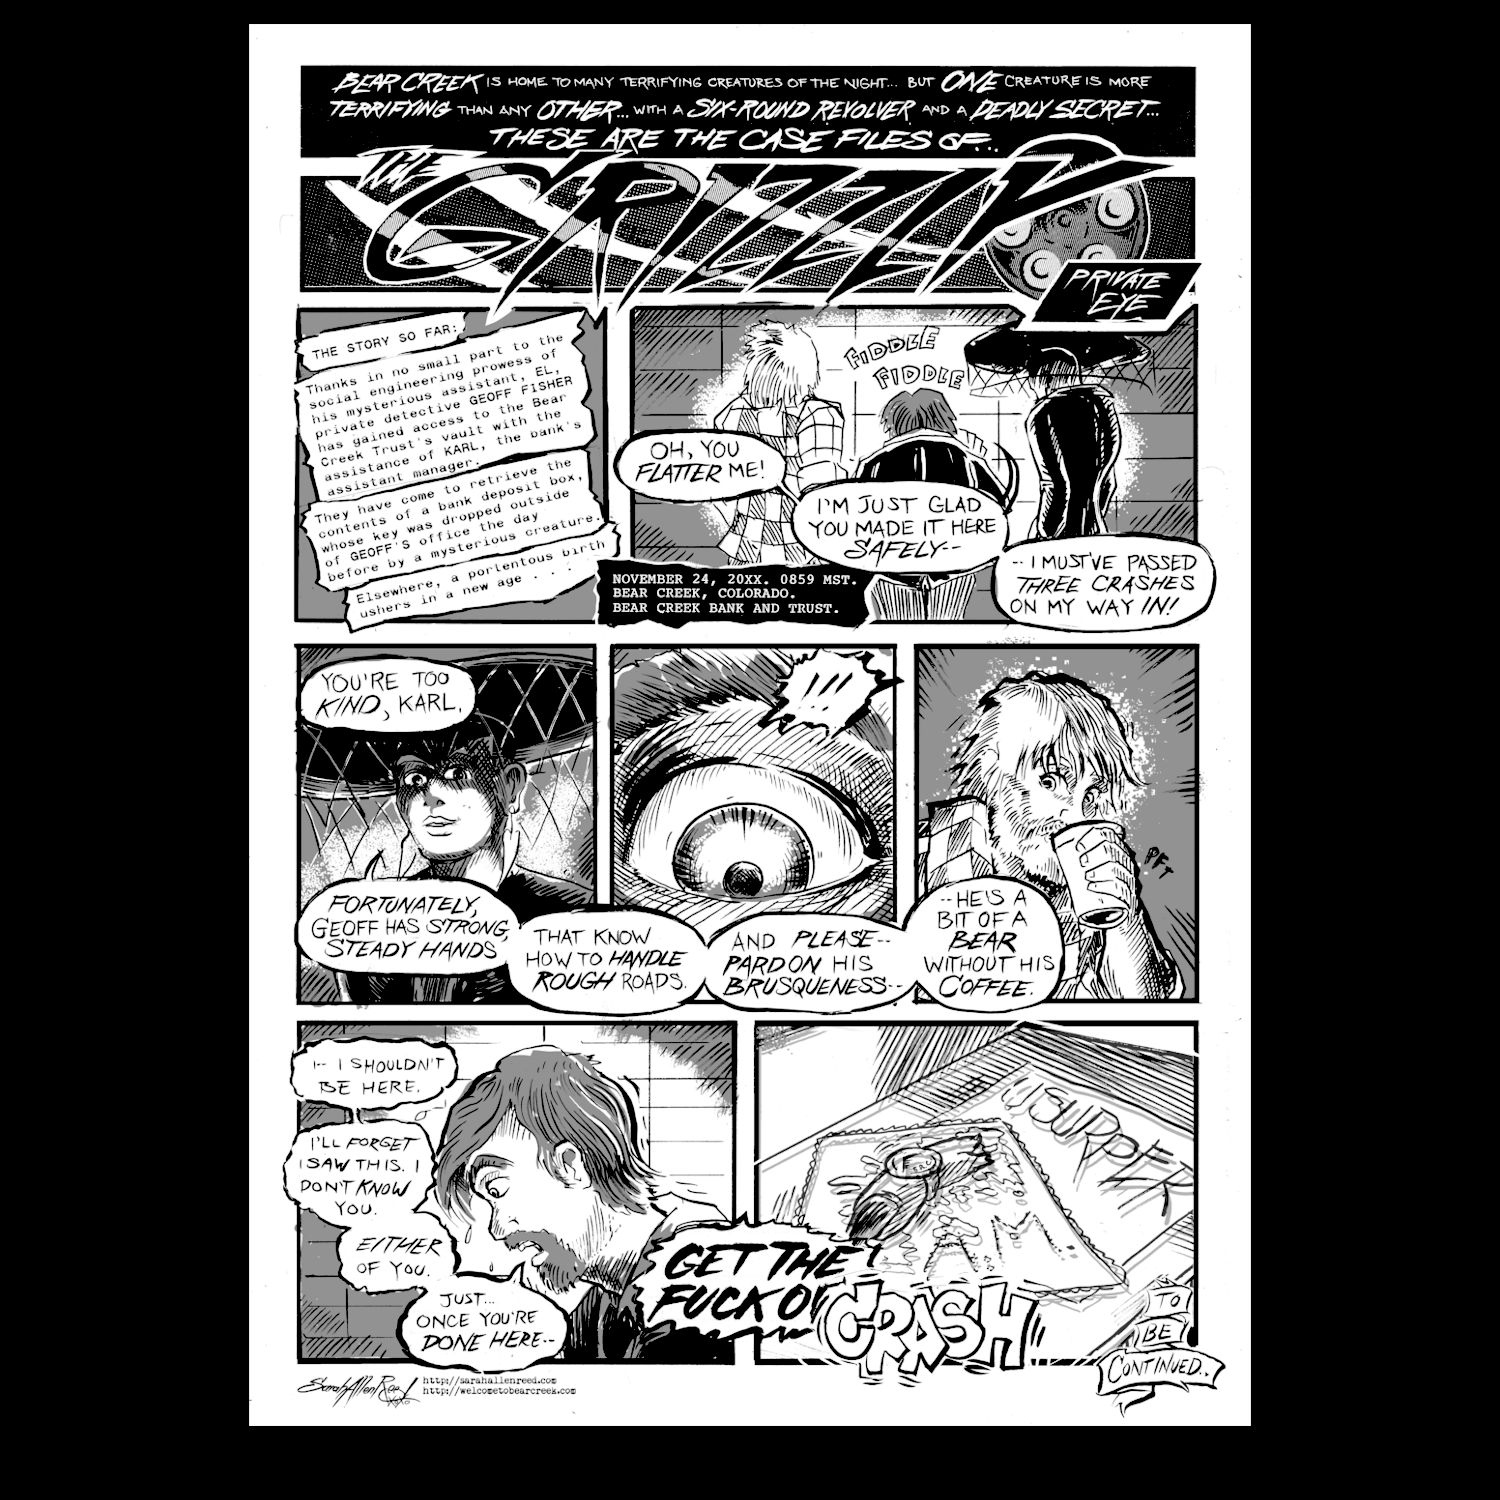 BEAR CREEK IS HOME TO MANY TERRIFYING CREATURES OF THE NIGHT... BUT ONE CREATURE IS MORE
TERRIFYING THAN ANY OTHER... WITH A SIX-ROUND REVOLVER AND A DEADLY SECRET...
THESE ARE THE CASE FILES OF...
THE
GRIZZLY
PRIVATE
EYE
THE STORY SO FAR:
Thanks in no small part to the
social engineering prowess of
his mysterious assistant, EL,
private detective GEOFF FISHER
has gained access to the Bear
Creek Trust's vault with the
assistance of KARL, the bank's
assistant manager.
They have come to retrieve the
contents of a bank deposit box,
whose key was dropped outside
of GEOFF'S office the day
before by a mysterious creature.
Elsewhere, a portentous birth
ushers in a new age . . . .
FIDDLE
FIDDLE
OH, YOU
FLATTER ME!
I'M JUST GLAD
YOU MADE IT HERE
SAFELY--
-- I MUST'VE PASSED
THREE CRASHES
ON MY WAY IN!
NOVEMBER 24, 20XX. 0859 MST.
BEAR CREEK, COLORADO.
BEAR CREEK BANK AND TRUST.
YOU'RE TOO
KIND, KARL.
FORTUNATELY,
GEOFF HAS STRONG,
STEADY HANDS
THAT KNOW
HOW TO HANDLE
ROUGH ROADS.
!!!
AND PLEASE--
PARDON HIS
BRUSQUENESS--
--HE'S A
BIT OF A
BEAR
WITHOUT HIS
COFFEE.
PFT
I-- I SHOULDN'T
BE HERE.
I'LL FORGET
I SAW THIS. I
DON'T KNOW
YOU.
EITHER
OF YOU.
JUST...
ONCE YOU'RE
DONE HERE--
GET THE
FUCK OU
CRASH
USURPER
I AM
TO
BE
CONTINUED..
Sarah Allen Reed
http://sarahallenreed.com
http://welcometobearcreek.com